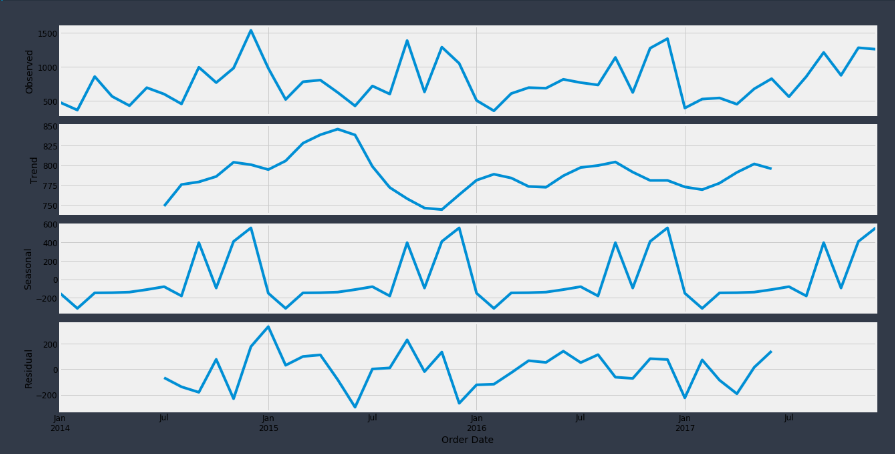 1500
1000
500
Observed
850
825
800
775
750
Trend
600
400
200
0
−200
Seasonal
200
0
−200
Residual
Jan Jul Jan Jul Jan Jul Jan Jul
2014 2015 2016 2017
Order Date